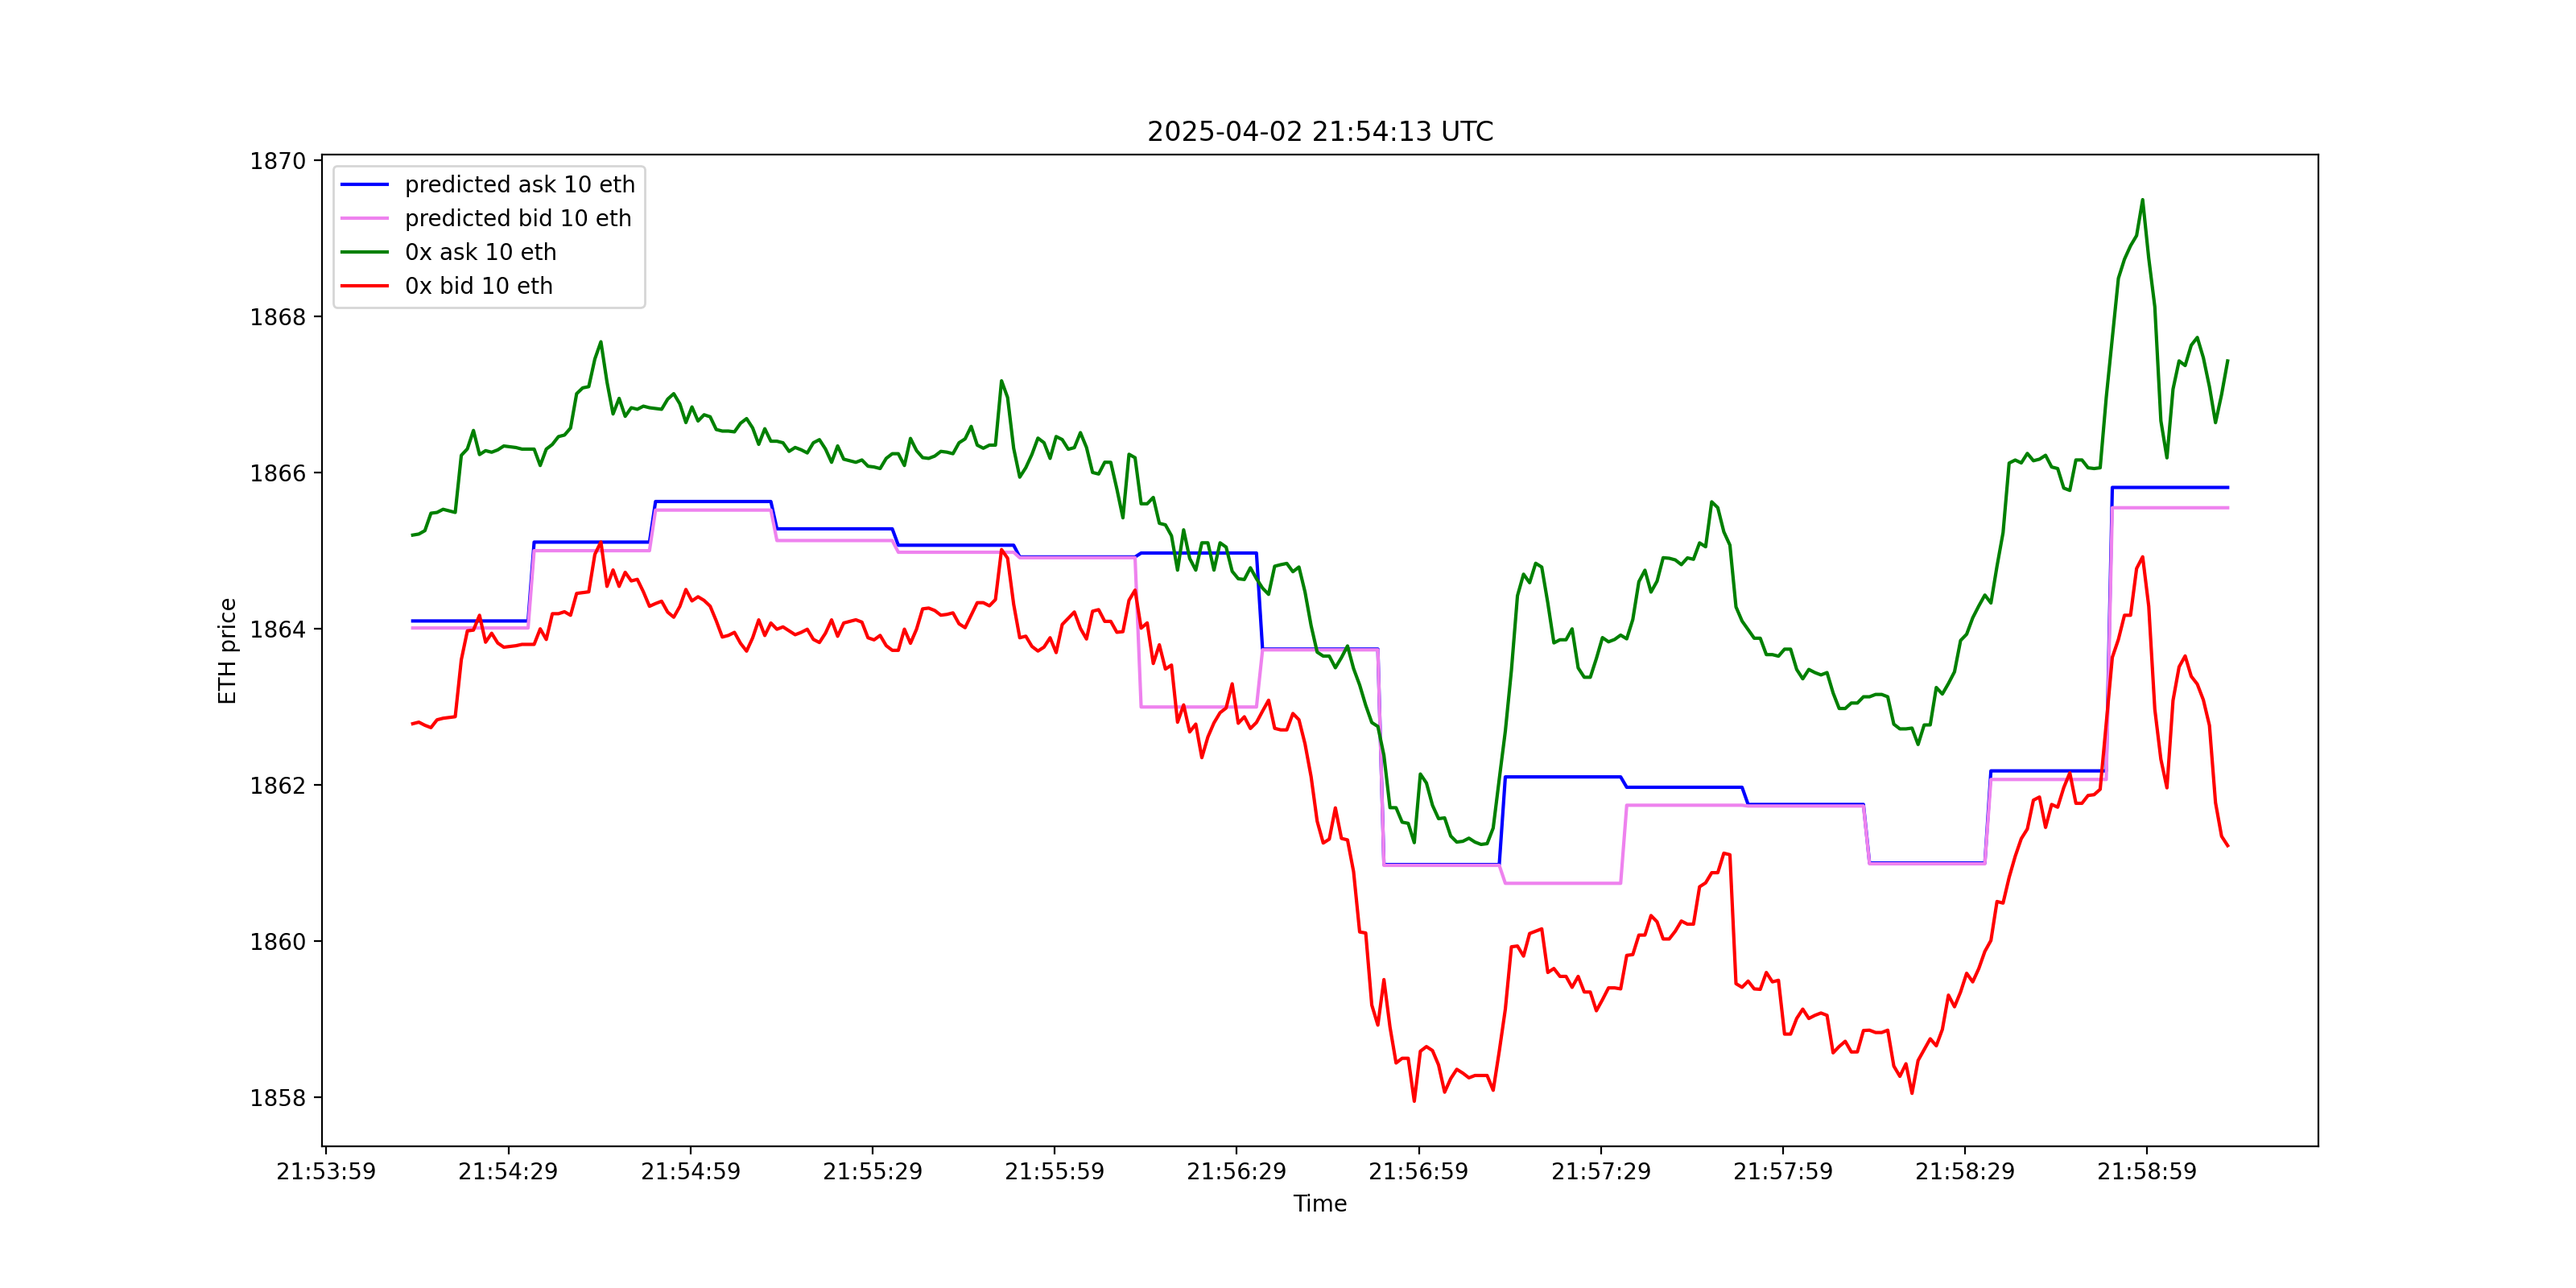 2025-04-02 21:54:13 UTC
predicted ask 10 eth
predicted bid 10 eth
0x ask 10 eth
0x bid 10 eth
1870
1868
1866
1864
1862
1860
1858
ETH price
21:53:59 21:54:29 21:54:59 21:55:29 21:55:59 21:56:29 21:56:59 21:57:29 21:57:59 21:58:29 21:58:59
Time